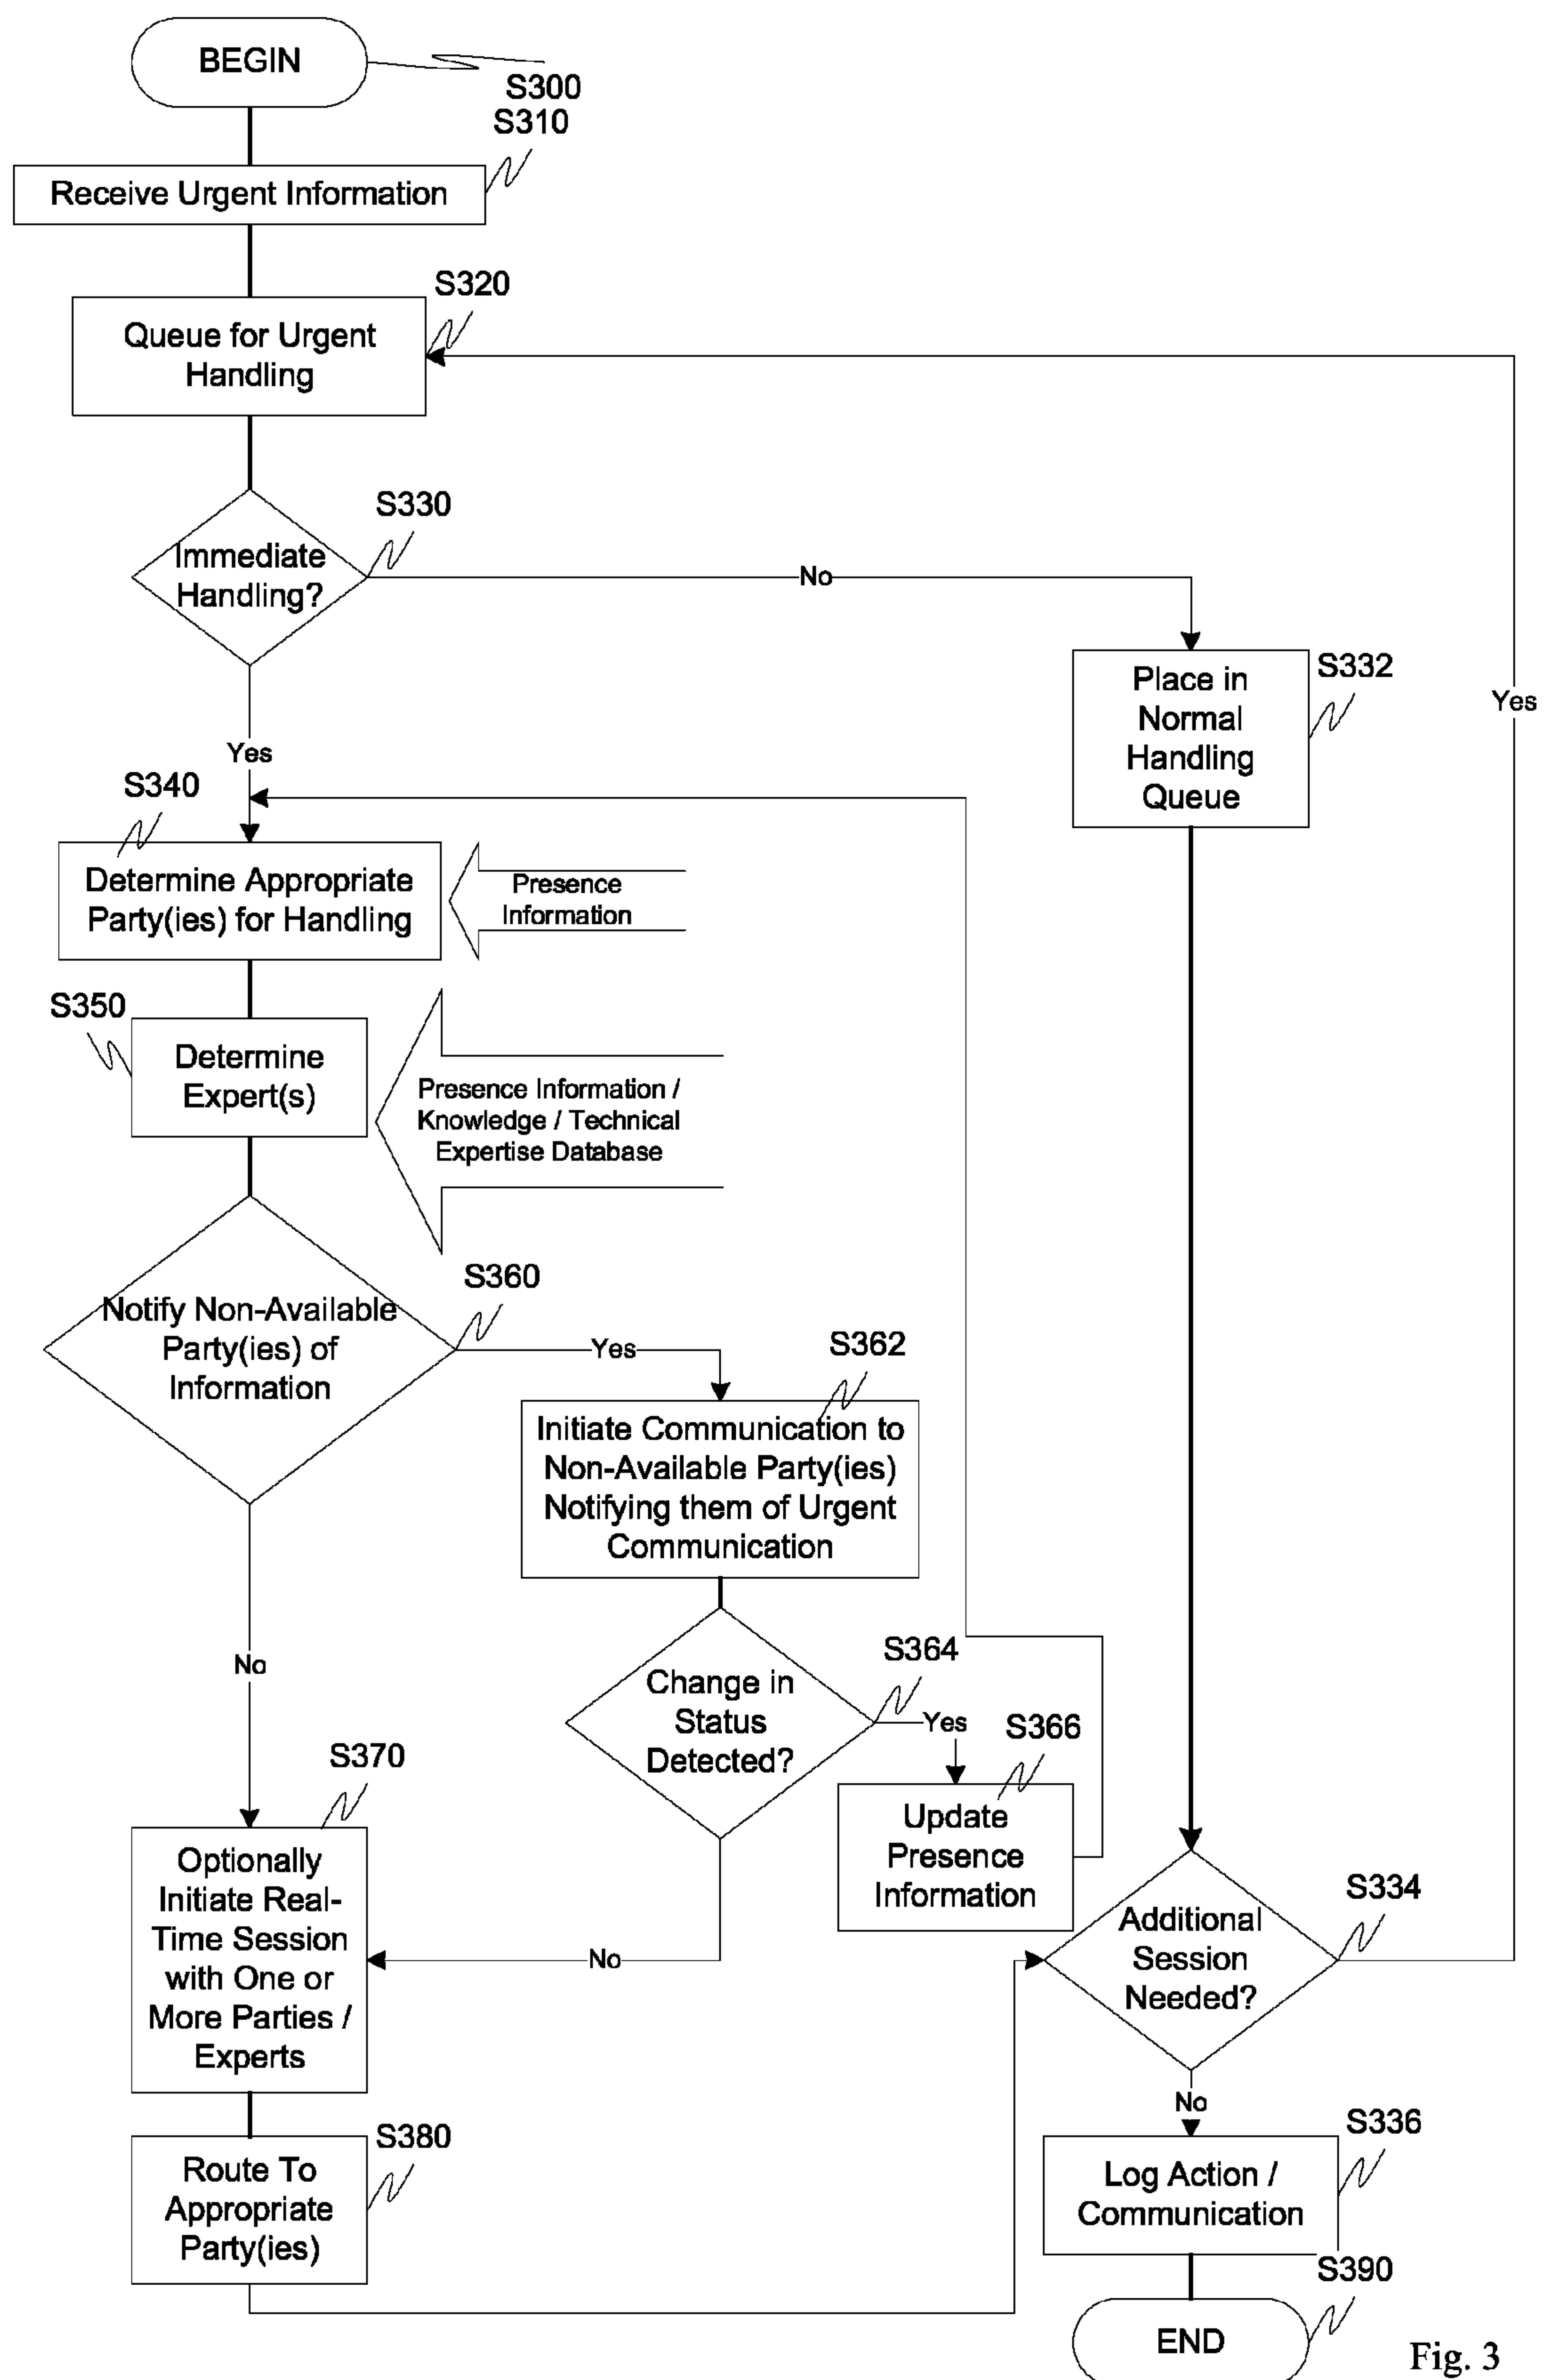 BEGIN
S300
S310
Receive Urgent Information
S320
Queue for Urgent
Handling
S330
Immediate
Handling?
No
S332
Place in
Normal
Handling
Queue
Yes
Yes
S340
Determine Appropriate
Party(ies) for Handling
Presence
Information
S350
Determine
Expert(s)
Presence Information /
Knowledge / Technical
Expertise Database
S360
Notify Non-Available
Party(ies) of
Information
Yes
S362
Initiate Communication to
Non-Available Party(ies)
Notifying them of Urgent
Communication
No
S364
Change in
Status
Detected?
Yes
S366
Update
Presence
Information
S370
Optionally
Initiate Real-
Time Session
with One or
More Parties /
Experts
No
S334
Additional
Session
Needed?
No
S380
Route To
Appropriate
Party(ies)
S336
Log Action /
Communication
S390
END
Fig. 3